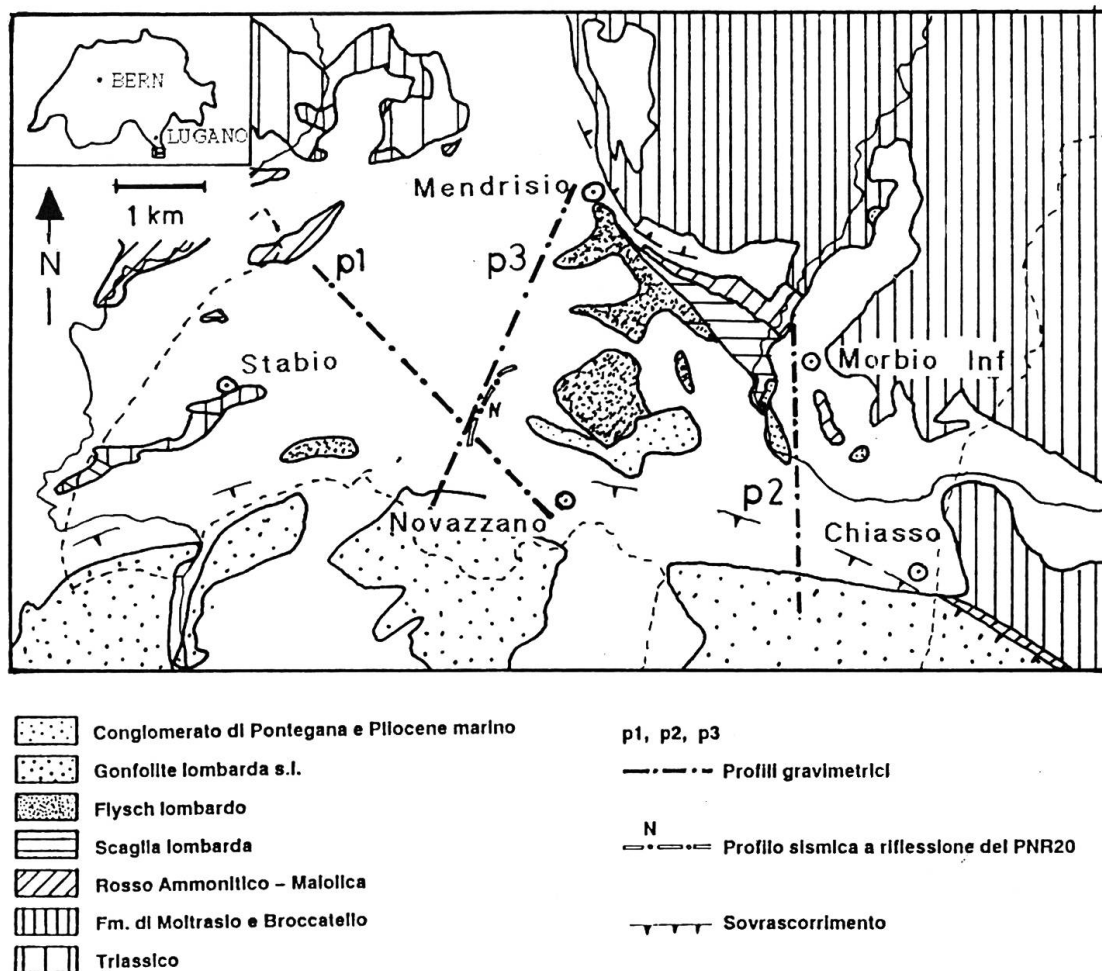 BERN
LUGANO
1 km
N
Mendrisio
p1
p3
Stabio
Morbio Inf
N
p2
Novazzano
Chiasso
Conglomerato di Pontegana e Pliocene marino
Gonfolite lombarda s.l.
Flysch lombardo
Scaglia lombarda
Rosso Ammonitico – Maiolica
Fm. di Moltrasio e Broccatello
Triassico
p1, p2, p3
Profili gravimetrici
N
Profilo sismica a riflessione del PNR20
Sovrascorrimento